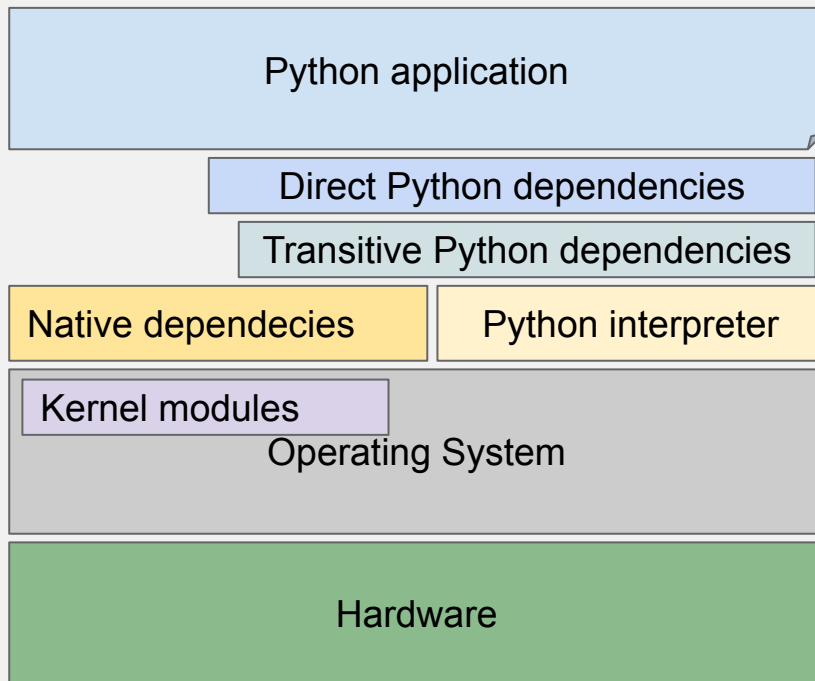 Python application
Direct Python dependencies
Transitive Python dependencies
Native dependecies
Python interpreter
Kernel modules
Operating System
Hardware